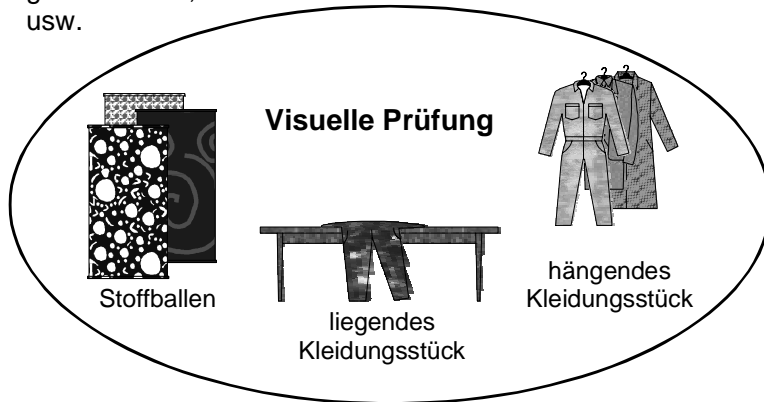 usw.
Visuelle Prüfung
Stoffballen
liegendes
Kleidungsstück
hängendes
Kleidungsstück